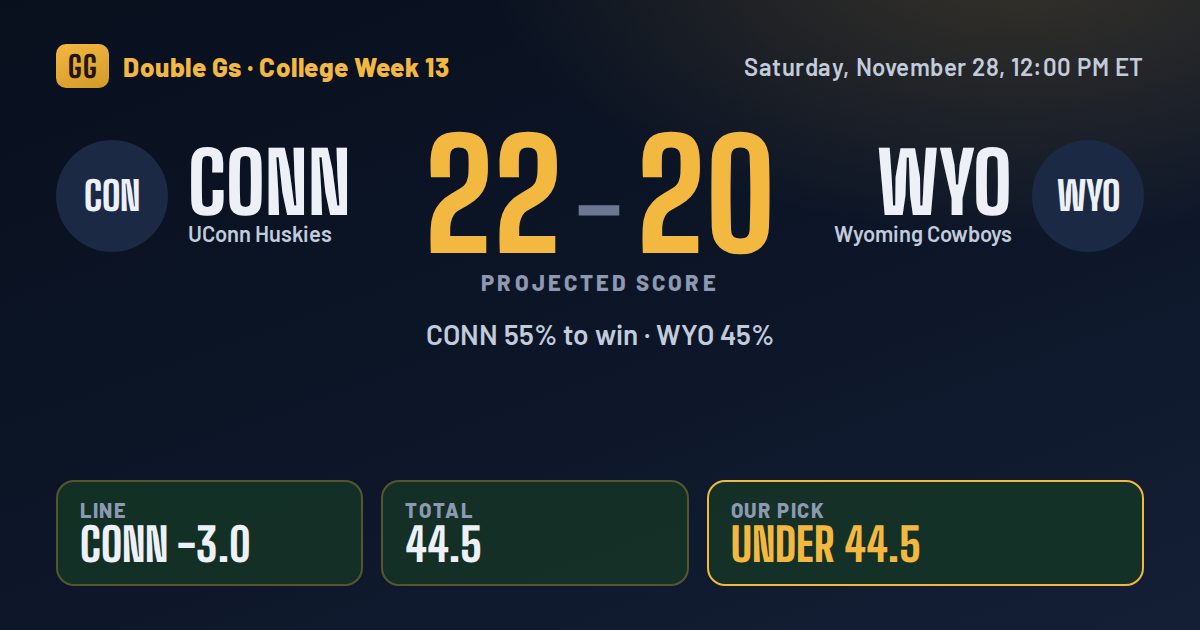 GG Double Gs · College Week 13
Saturday, November 28, 12:00 PM ET
CON CONN
UConn Huskies
22 – 20
WYO WYO
Wyoming Cowboys
PROJECTED SCORE
CONN 55% to win · WYO 45%
LINE
CONN −3.0
TOTAL
44.5
OUR PICK
UNDER 44.5